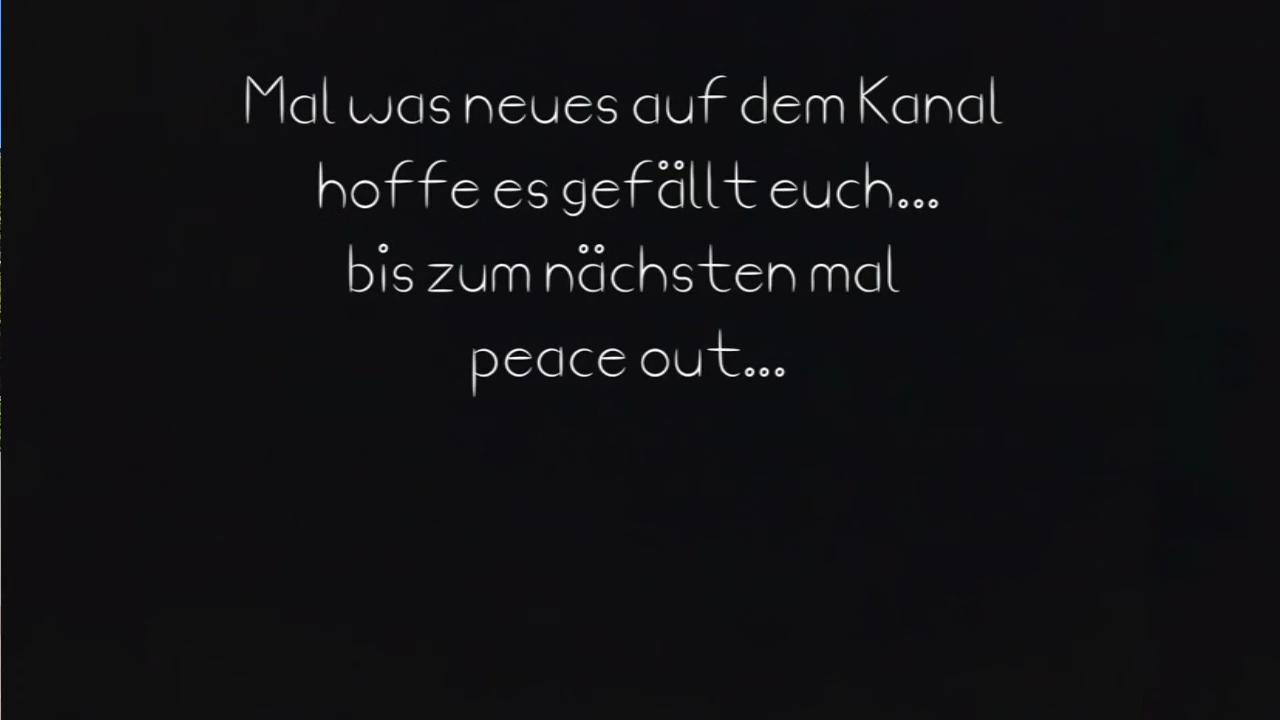 Mal was neues auf dem Kanal
hoffe es gefällt euch...
bis zum nächsten mal
peace out...